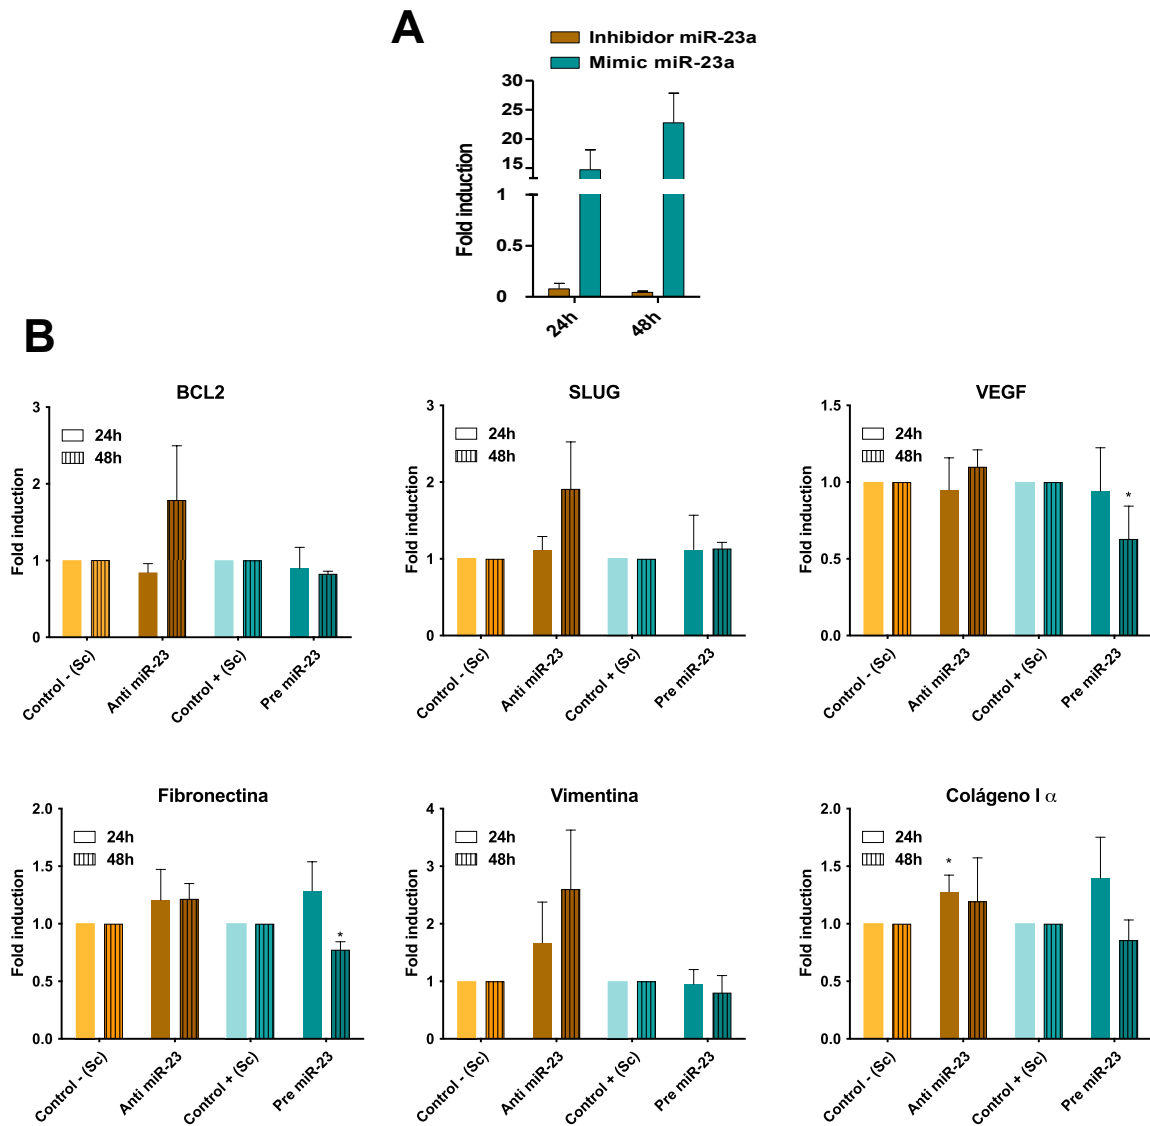 A
Inhibidor miR-23a
Mimic miR-23a
Fold induction
30
25
20
15
1
0.5
0
24h
48h
B
BCL2
Fold induction
3
2
1
0
24h
48h
Control - (Sc)
Anti miR-23
Control + (Sc)
Pre miR-23
SLUG
Fold induction
3
2
1
0
24h
48h
Control - (Sc)
Anti miR-23
Control + (Sc)
Pre miR-23
VEGF
Fold induction
1.5
1.0
0.5
0.0
24h
48h
*
Control - (Sc)
Anti miR-23
Control + (Sc)
Pre miR-23
Fibronectina
Fold induction
2.0
1.5
1.0
0.5
0.0
24h
48h
*
Control - (Sc)
Anti miR-23
Control + (Sc)
Pre miR-23
Vimentina
Fold induction
4
3
2
1
0
24h
48h
Control - (Sc)
Anti miR-23
Control + (Sc)
Pre miR-23
Colágeno I α
Fold induction
2.0
1.5
1.0
0.5
0.0
24h
48h
*
Control - (Sc)
Anti miR-23
Control + (Sc)
Pre miR-23